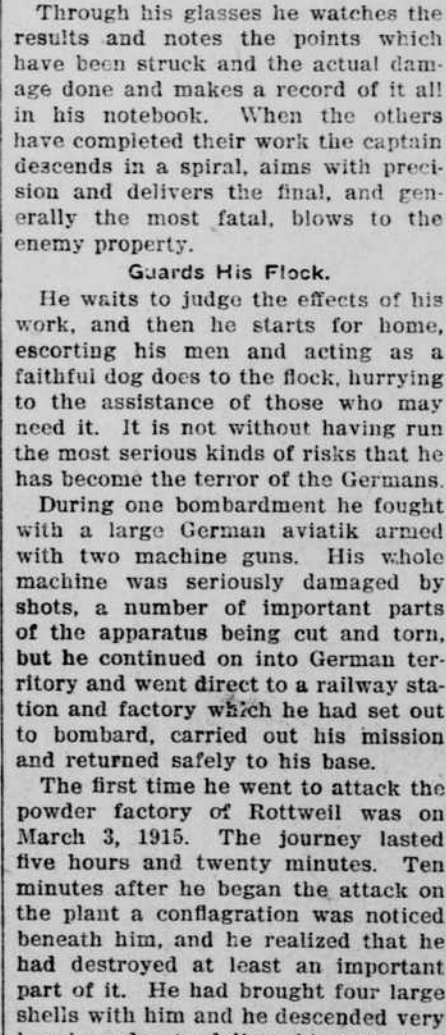 Through his glasses he watches the
results and notes the points which
have been struck and the actual dam-
age done and makes a record of it all
in his notebook. When the others
have completed their work the captain
descends in a spiral, aims with preci-
sion and delivers the final, and gen-
erally the most fatal, blows to the
enemy property.
Guards His Flock.
He waits to judge the effects of his
work, and then he starts for home,
escorting his men and acting as a
faithful dog does to the flock, hurrying
to the assistance of those who may
need it. It is not without having run
the most serious kinds of risks that he
has become the terror of the Germans.
During one bombardment he fought
with a large German aviatik armed
with two machine guns. His whole
machine was seriously damaged by
shots, a number of important parts
of the apparatus being cut and torn,
but he continued on into German ter-
ritory and went direct to a railway sta-
tion and factory which he had set out
to bombard, carried out his mission
and returned safely to his base.
The first time he went to attack the
powder factory of Rottweil was on
March 3, 1915. The journey lasted
five hours and twenty minutes. Ten
minutes after he began the attack on
the plant a conflagration was noticed
beneath him, and he realized that he
had destroyed at least an important
part of it. He had brought four large
shells with him and he descended very